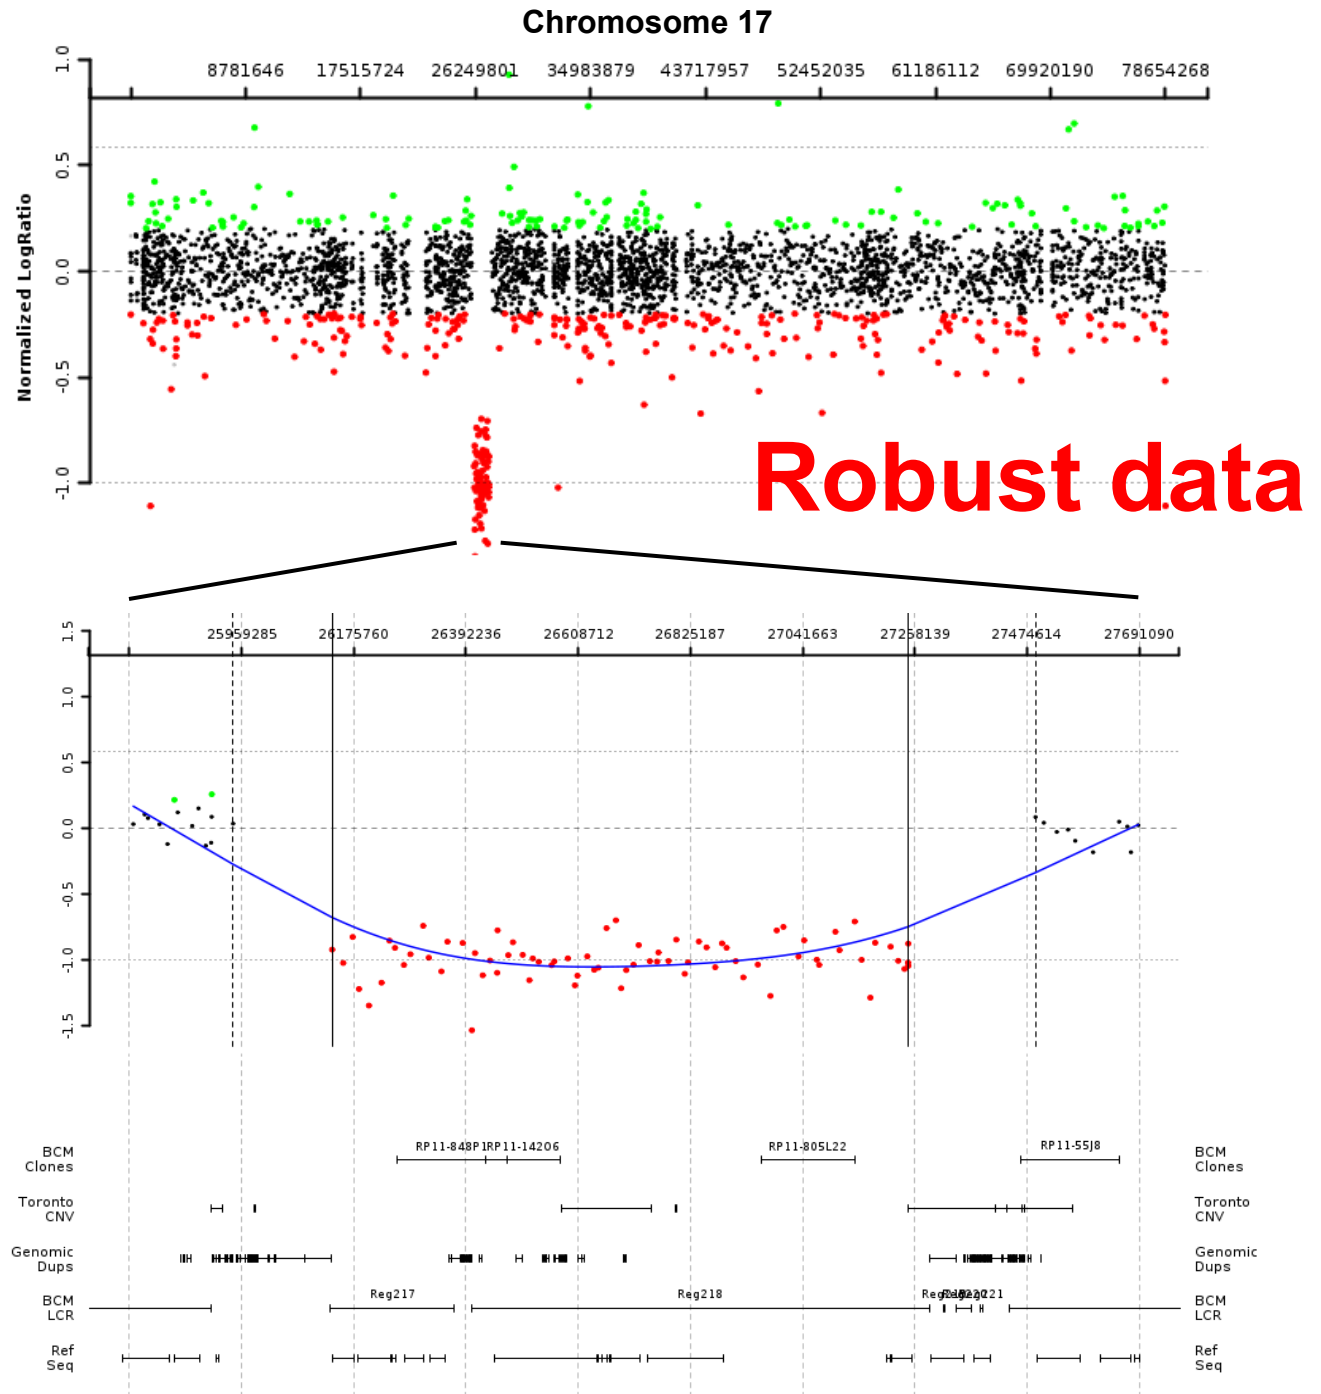 Chromosome 17
1.0
8781646 17515724 26249801 34983879 43717957 52452035 61186112 69920190 78654268
0.5
0.0
-0.5
-1.0
Normalized LogRatio
Robust data
1.5
25959285 26175760 26392236 26608712 26825187 27041663 27258139 27474614 27691090
1.0
0.5
0.0
-0.5
-1.0
-1.5
BCM Clones RP11-848P1 RP11-142O6 RP11-805L22 RP11-55J8 BCM Clones
Toronto CNV Toronto CNV
Genomic Dups Genomic Dups
BCM LCR Reg217 Reg218 BCM LCR
Ref Seq Ref Seq